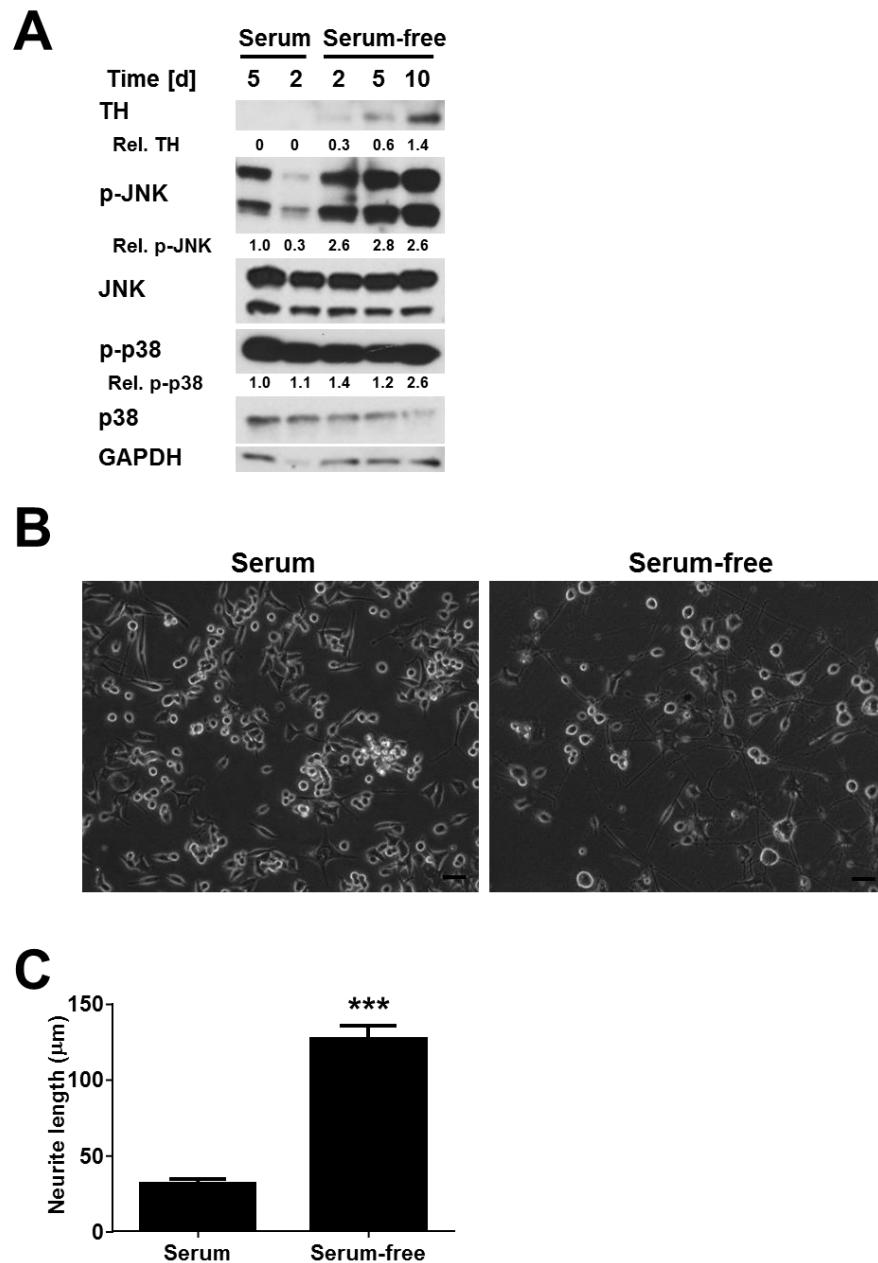 A
Serum Serum-free
Time [d] 5 2 2 5 10
TH
Rel. TH 0 0 0.3 0.6 1.4
p-JNK
Rel. p-JNK 1.0 0.3 2.6 2.8 2.6
JNK
p-p38
Rel. p-p38 1.0 1.1 1.4 1.2 2.6
p38
GAPDH
B
Serum Serum-free
C
Neurite length (μm)
150
***
100
50
0
Serum Serum-free